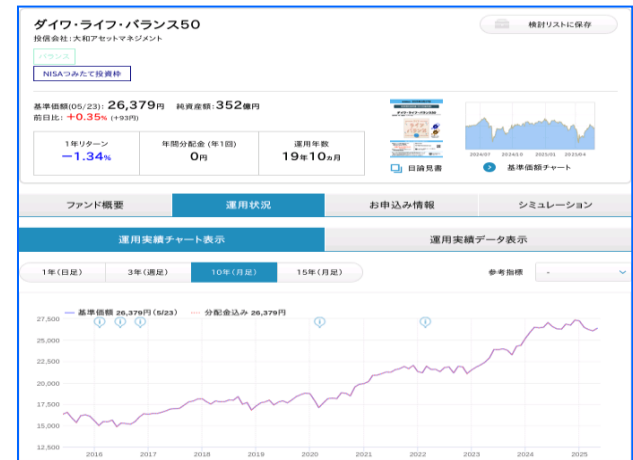 ダイワ・ライフ・バランス50
検討リストに保存
投信会社:大和アセットマネジメント
バランス
NISAつみたて投資枠
基準価額(05/23): 26,379円 純資産額:352億円
前日比: +0.35% (+93円)
1年リターン
-1.34%
年間分配金 (年1回)
0円
運用年数
19年10ヵ月
目論見書
2024/07 2024/10 2025/01 2025/04
基準価額チャート
ファンド概要 運用状況 お申込み情報 シミュレーション
運用実績チャート表示 運用実績データ表示
1年(日足) 3年(週足) 10年(月足) 15年(月足) 参考指標 -
基準価額 26,379円(5/23) 分配金込み 26,379円
27,500
25,000
22,500
20,000
17,500
15,000
12,500
2016 2017 2018 2019 2020 2021 2022 2023 2024 2025